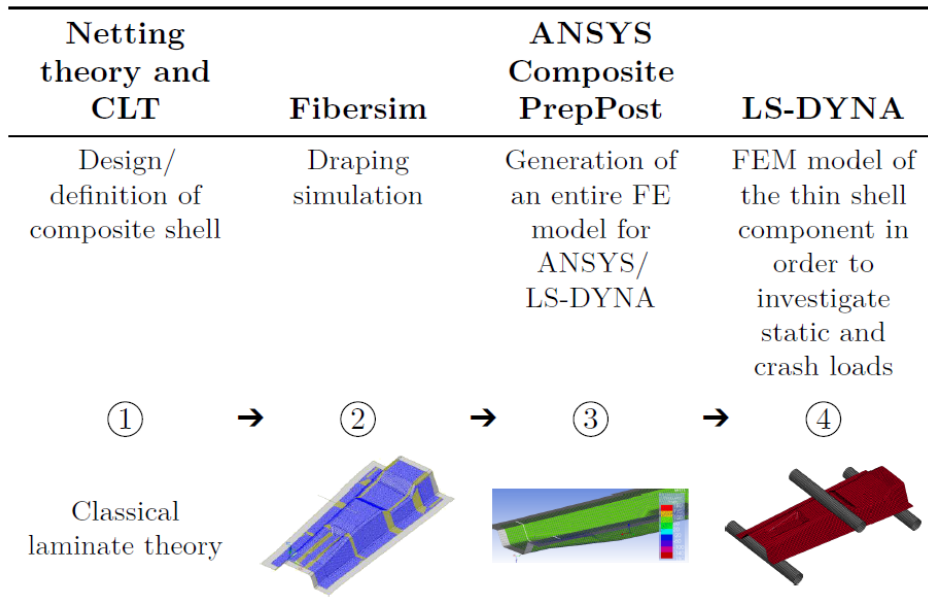 Netting
theory and
CLT
Fibersim
ANSYS
Composite
PrepPost
LS-DYNA
Design/
definition of
composite shell
Draping
simulation
Generation of
an entire FE
model for
ANSYS/
LS-DYNA
FEM model of
the thin shell
component in
order to
investigate
static and
crash loads
① ➔ ② ➔ ③ ➔ ④
Classical
laminate theory